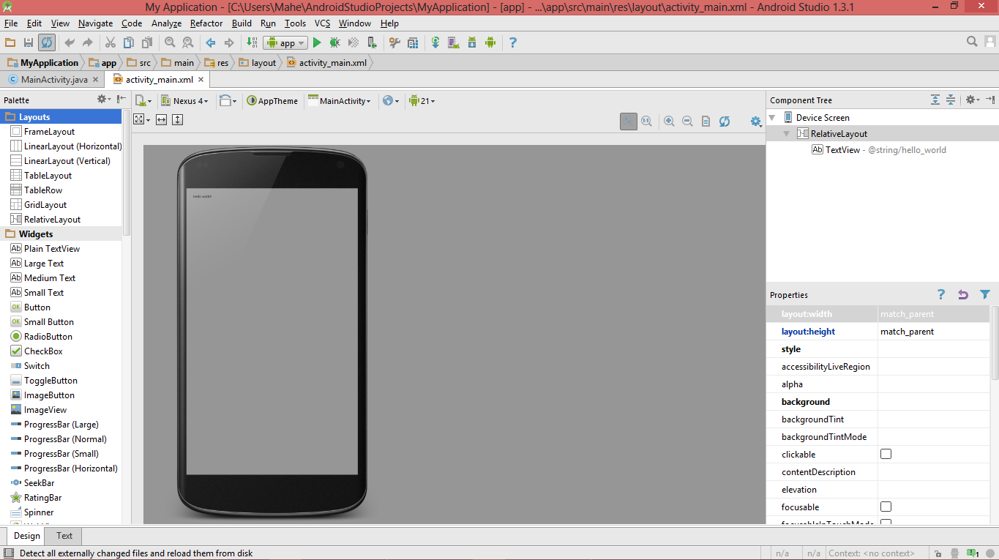 My Application - [C:\Users\Mahe\AndroidStudioProjects\MyApplication] - [app] - ...\app\src\main\res\layout\activity_main.xml - Android Studio 1.3.1
File Edit View Navigate Code Analyze Refactor Build Run Tools VCS Window Help
app
MyApplication app src main res layout activity_main.xml
MainActivity.java activity_main.xml
Palette
Layouts
FrameLayout
LinearLayout (Horizontal)
LinearLayout (Vertical)
TableLayout
TableRow
GridLayout
RelativeLayout
Widgets
Plain TextView
Large Text
Medium Text
Small Text
Button
Small Button
RadioButton
CheckBox
Switch
ToggleButton
ImageButton
ImageView
ProgressBar (Large)
ProgressBar (Normal)
ProgressBar (Small)
ProgressBar (Horizontal)
SeekBar
RatingBar
Spinner
Nexus 4 AppTheme MainActivity 21
1:1
Hello world!
Component Tree
Device Screen
RelativeLayout
Ab TextView - @string/hello_world
Properties
layout:width match_parent
layout:height match_parent
style
accessibilityLiveRegion
alpha
background
backgroundTint
backgroundTintMode
clickable
contentDescription
elevation
focusable
focusableInTouchMode
Design Text
Detect all externally changed files and reload them from disk
n/a n/a Context: <no context> 1